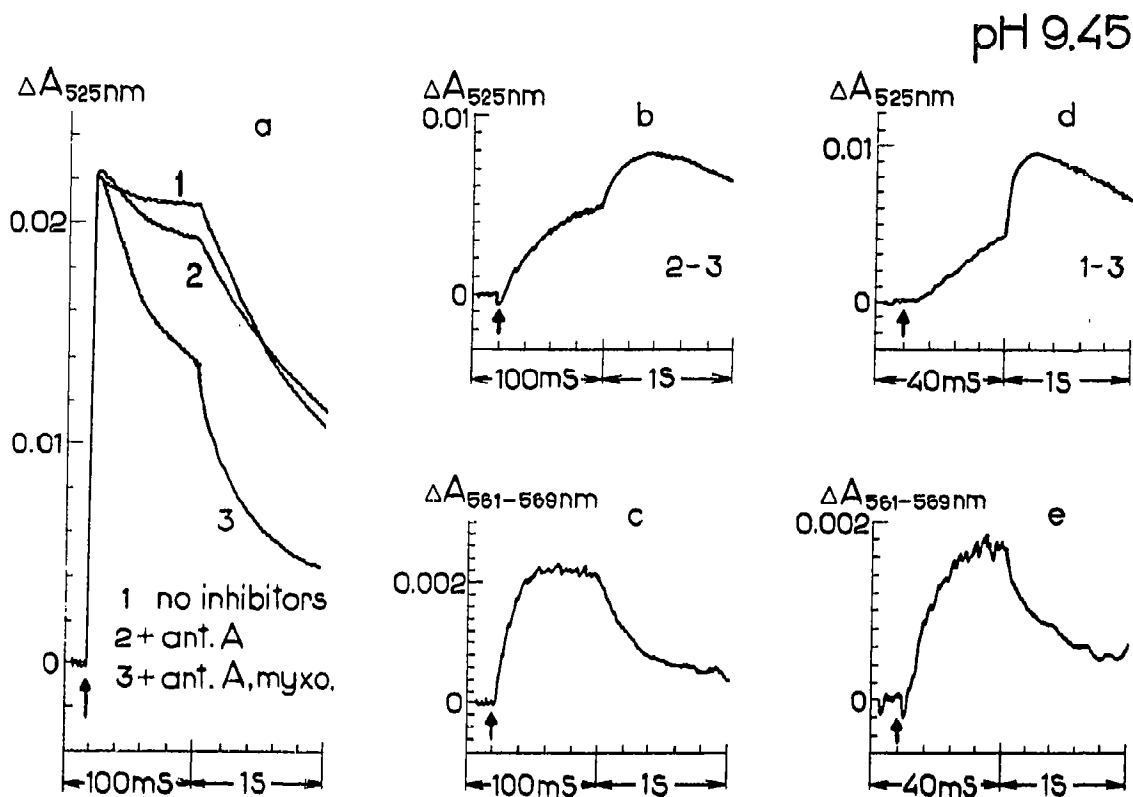 pH 9.45
ΔA525nm
a
0.02
0.01
0
1
2
3
1 no inhibitors
2 + ant. A
3 + ant. A, myxo.
100mS
1S
ΔA525nm
b
0.01
0
2-3
100mS
1S
ΔA561-569nm
c
0.002
0
100mS
1S
ΔA525nm
d
0.01
0
1-3
40mS
1S
ΔA561-569nm
e
0.002
0
40mS
1S